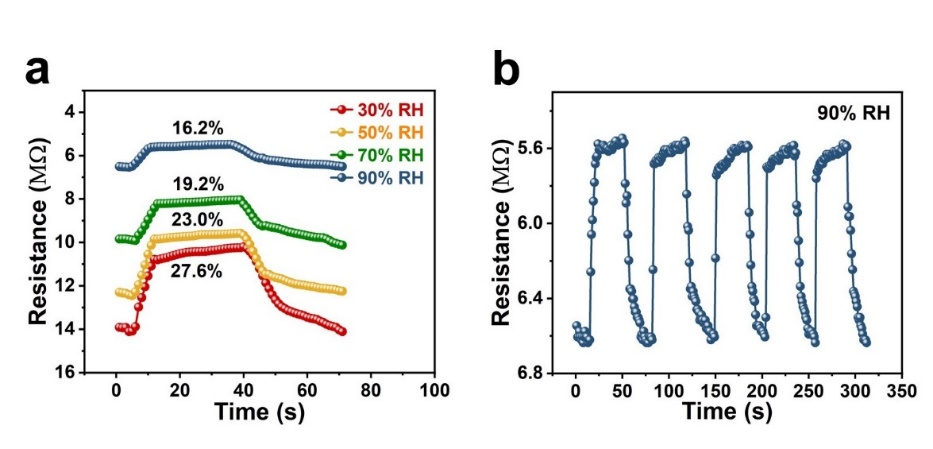 a
Resistance (MΩ)
4
6
8
10
12
14
16
0
20
40
60
80
100
Time (s)
16.2%
19.2%
23.0%
27.6%
30% RH
50% RH
70% RH
90% RH
b
Resistance (MΩ)
5.6
6.0
6.4
6.8
0
50
100
150
200
250
300
350
Time (s)
90% RH